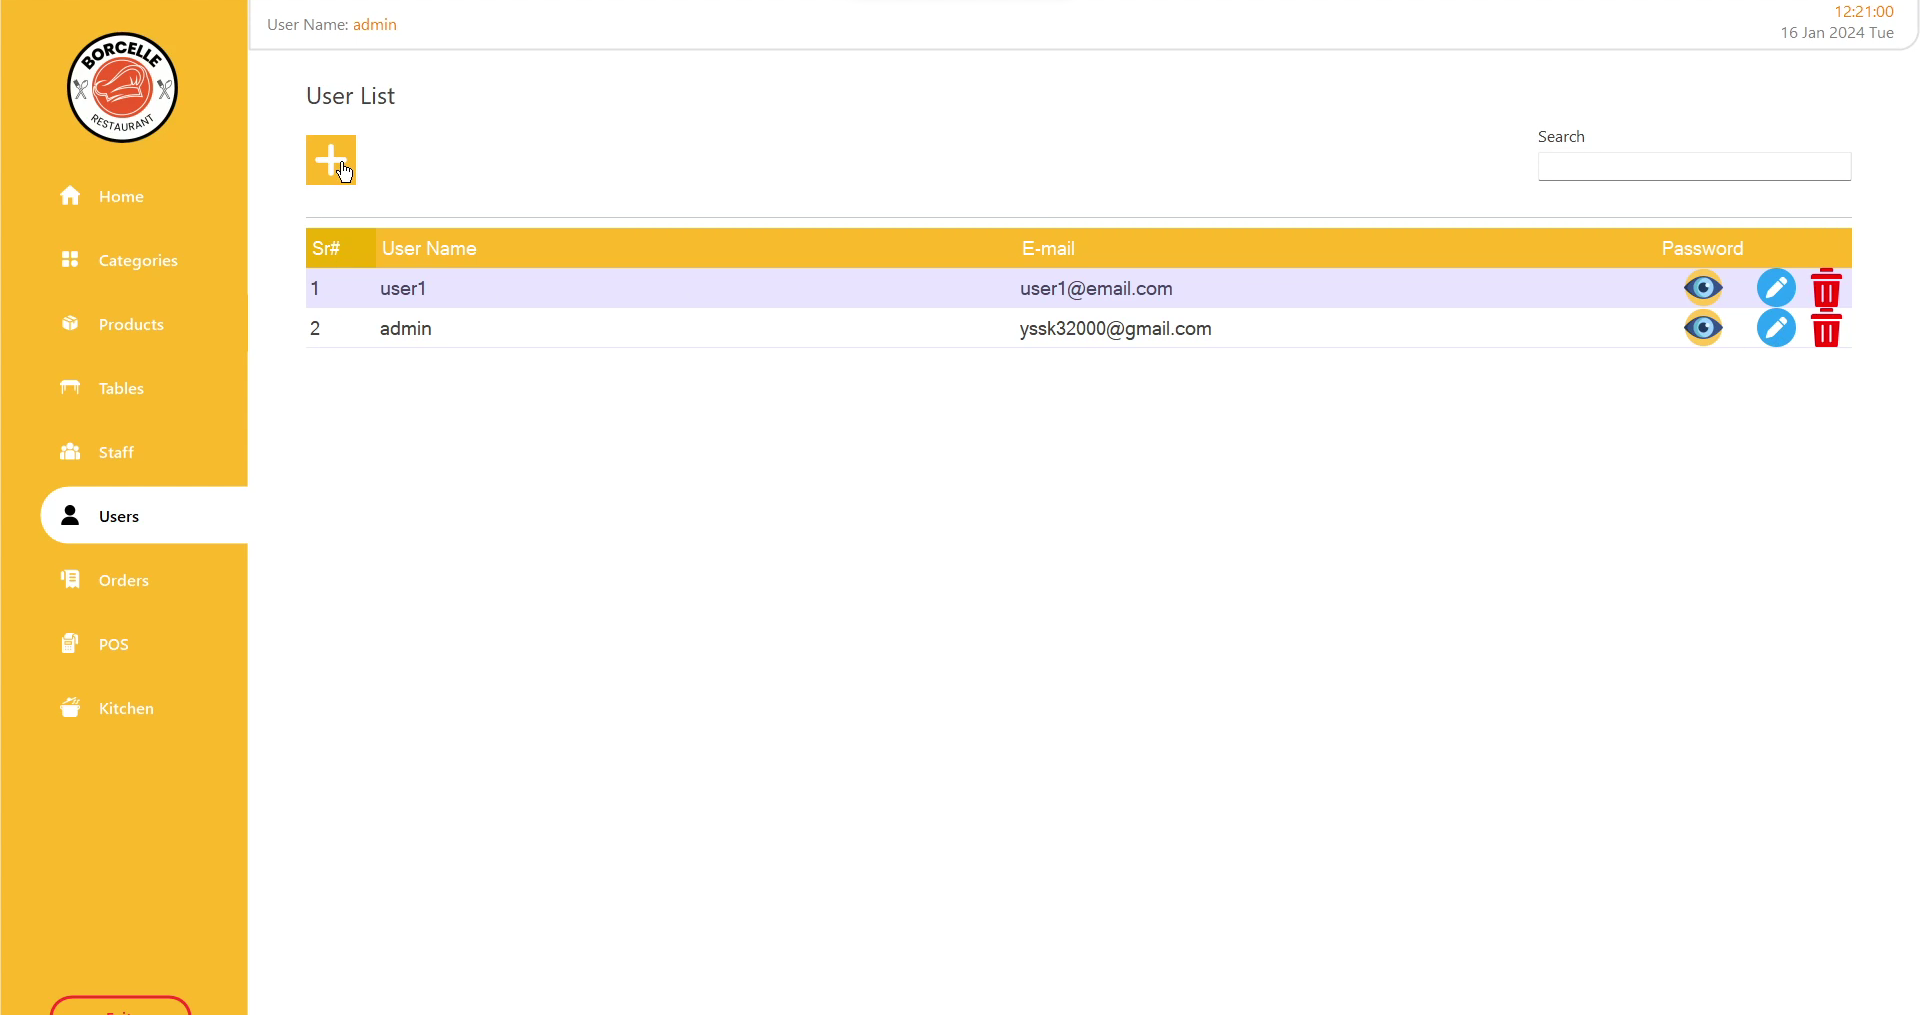 BORCELLE
RESTAURANT
Home
Categories
Products
Tables
Staff
Users
Orders
POS
Kitchen
User Name: admin
12:21:00
16 Jan 2024 Tue
User List
Search
Sr# User Name E-mail Password
1 user1 user1@email.com
2 admin yssk32000@gmail.com